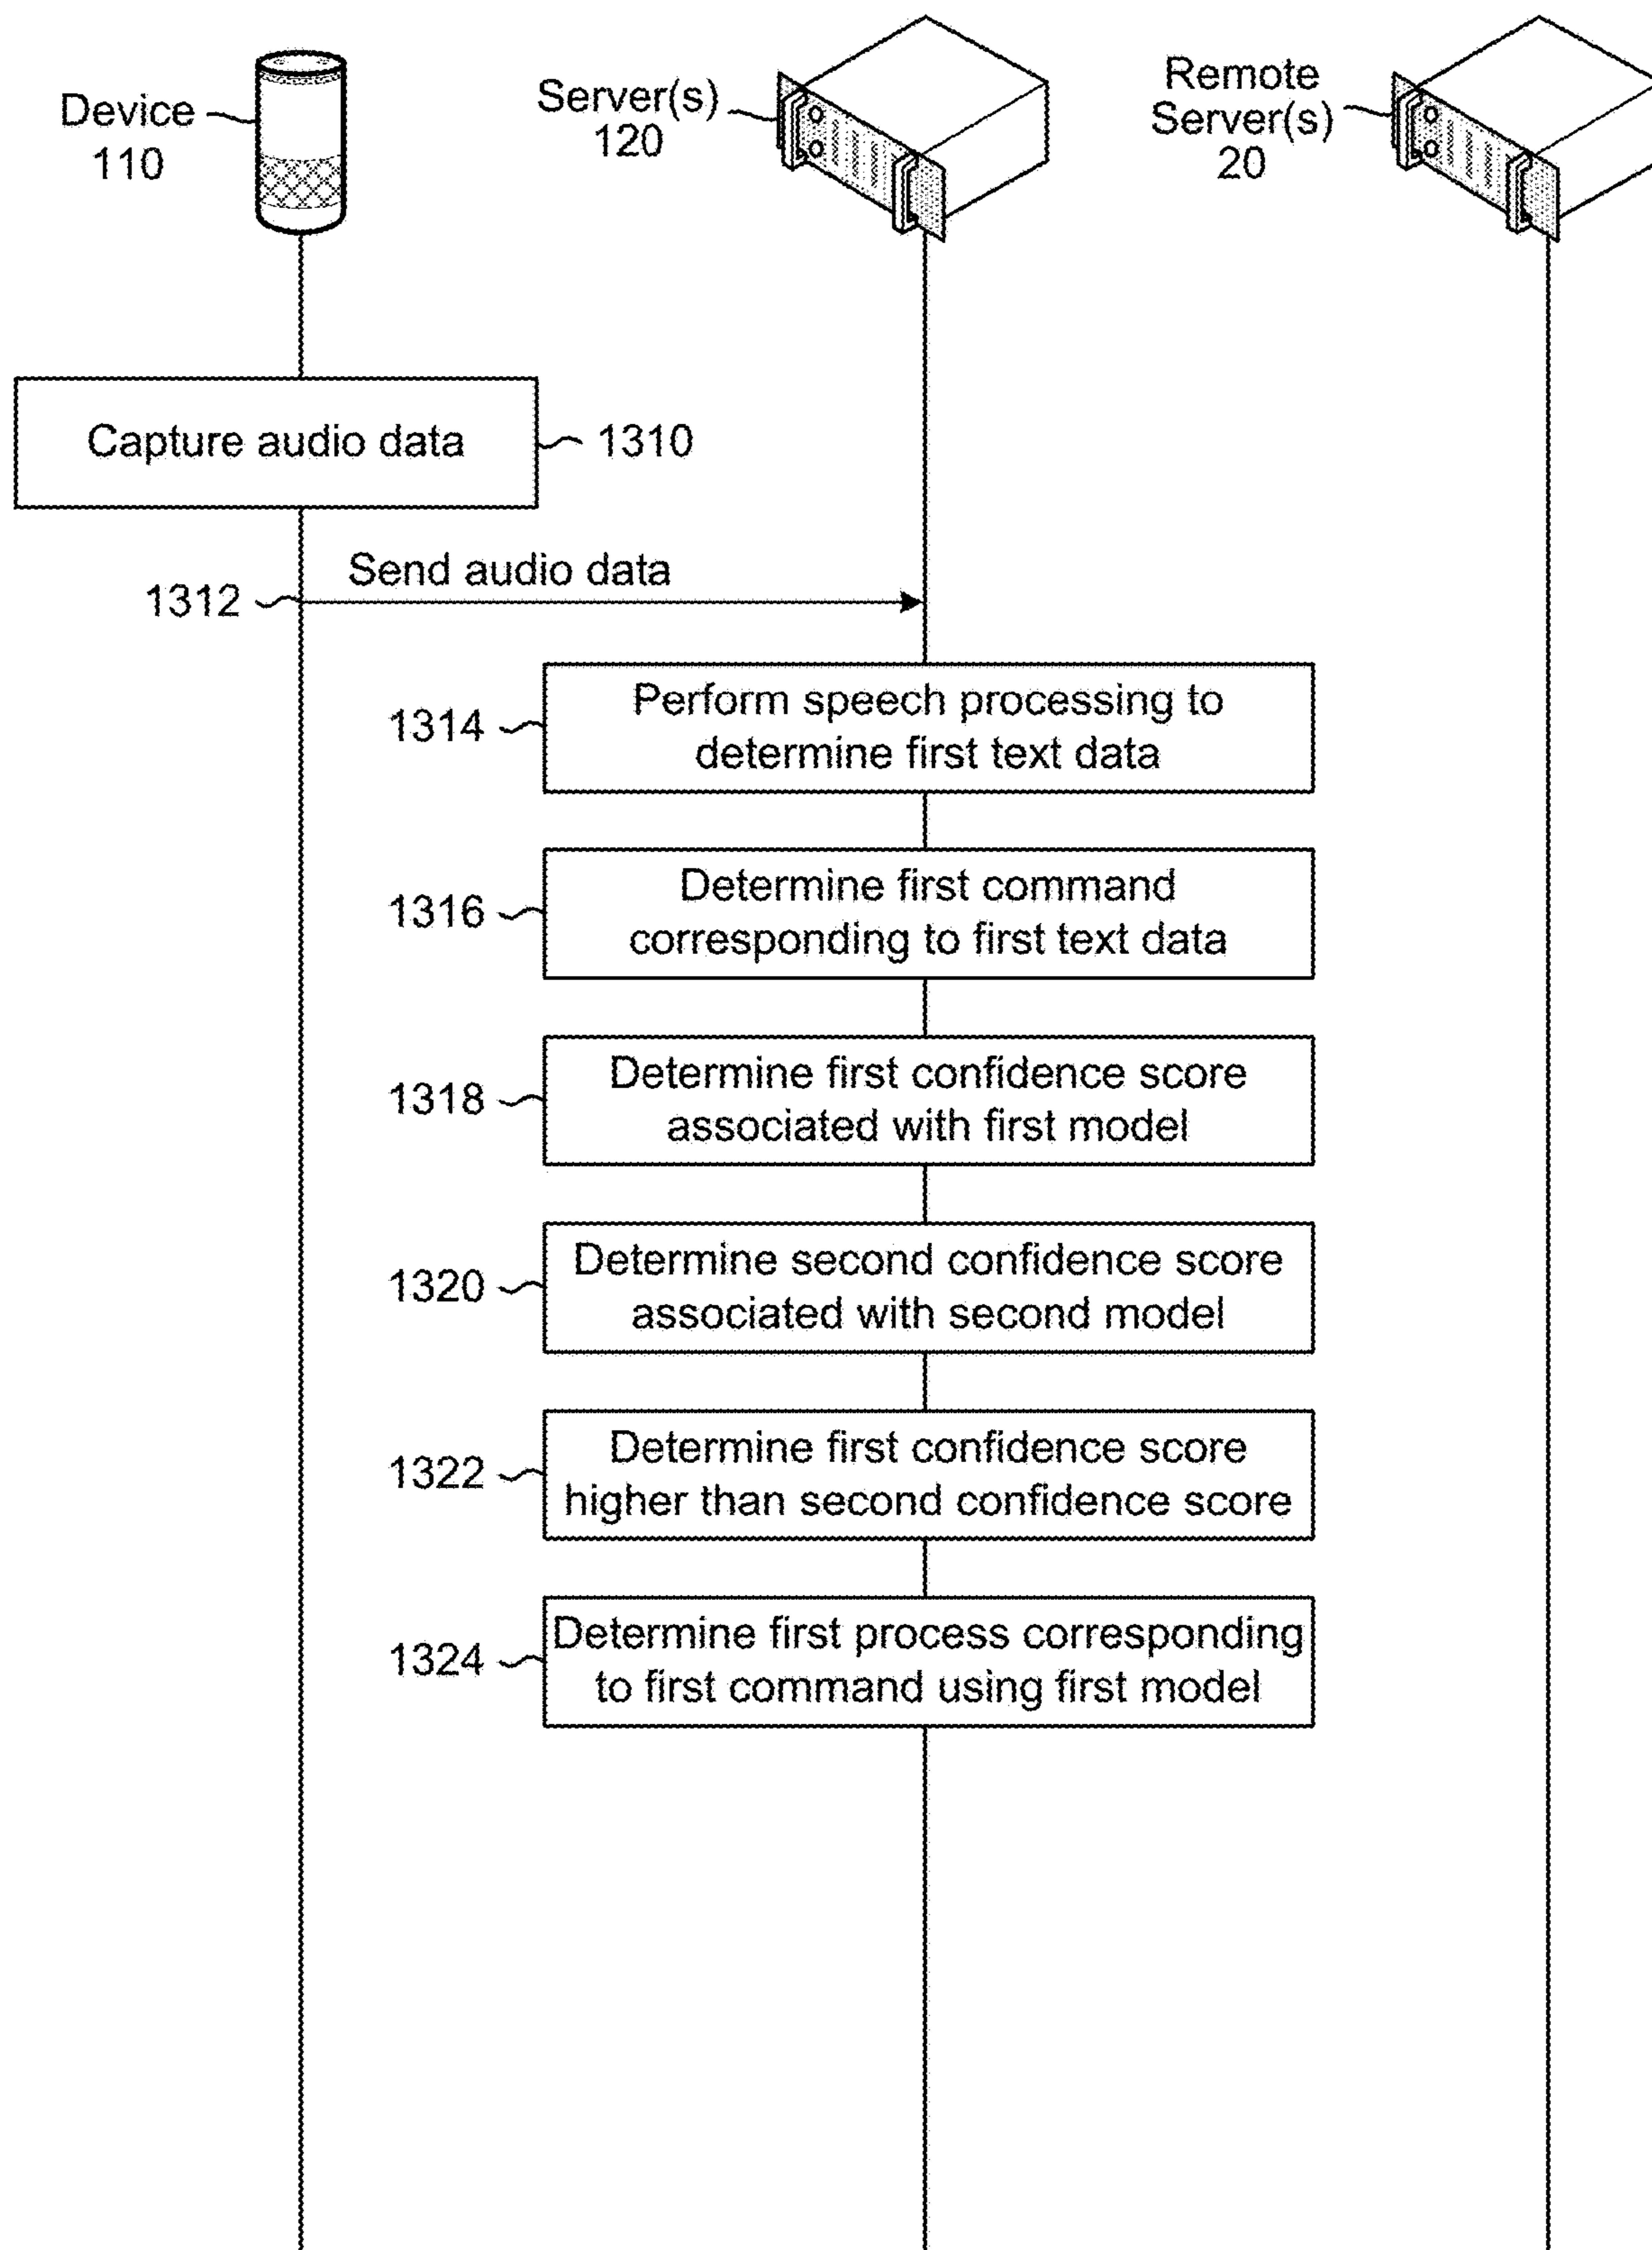 Device
110
Server(s)
120
Remote
Server(s)
20
Capture audio data
1310
Send audio data
1312
1314
Perform speech processing to
determine first text data
1316
Determine first command
corresponding to first text data
1318
Determine first confidence score
associated with first model
1320
Determine second confidence score
associated with second model
1322
Determine first confidence score
higher than second confidence score
1324
Determine first process corresponding
to first command using first model